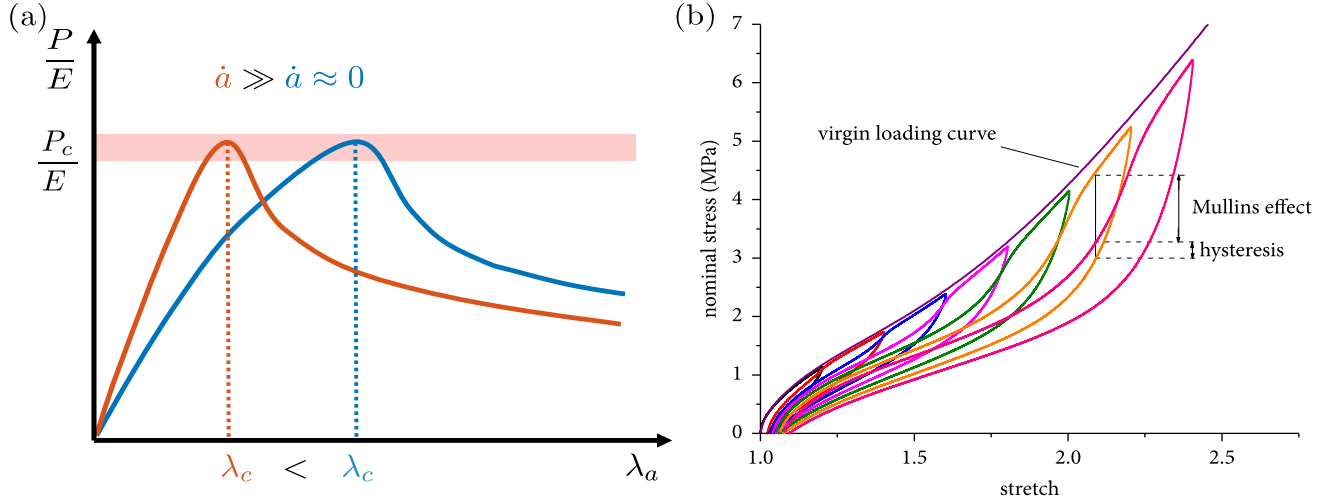 (a)
P/E
ȧ ≫ ȧ ≈ 0
P_c/E
λ_c < λ_c
λ_a
(b)
7
6
5
4
3
2
1
0
nominal stress (MPa)
virgin loading curve
Mullins effect
hysteresis
1.0 1.5 2.0 2.5
stretch